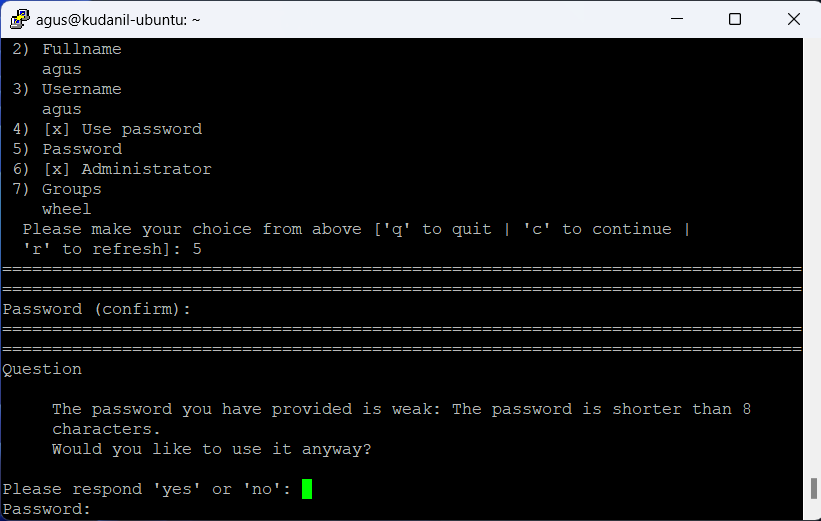 agus@kudanil-ubuntu: ~
2) Fullname
agus
3) Username
agus
4) [x] Use password
5) Password
6) [x] Administrator
7) Groups
wheel
Please make your choice from above ['q' to quit | 'c' to continue |
'r' to refresh]: 5
================================================================================
================================================================================
Password (confirm):
================================================================================
================================================================================
Question
The password you have provided is weak: The password is shorter than 8
characters.
Would you like to use it anyway?
Please respond 'yes' or 'no':
Password: